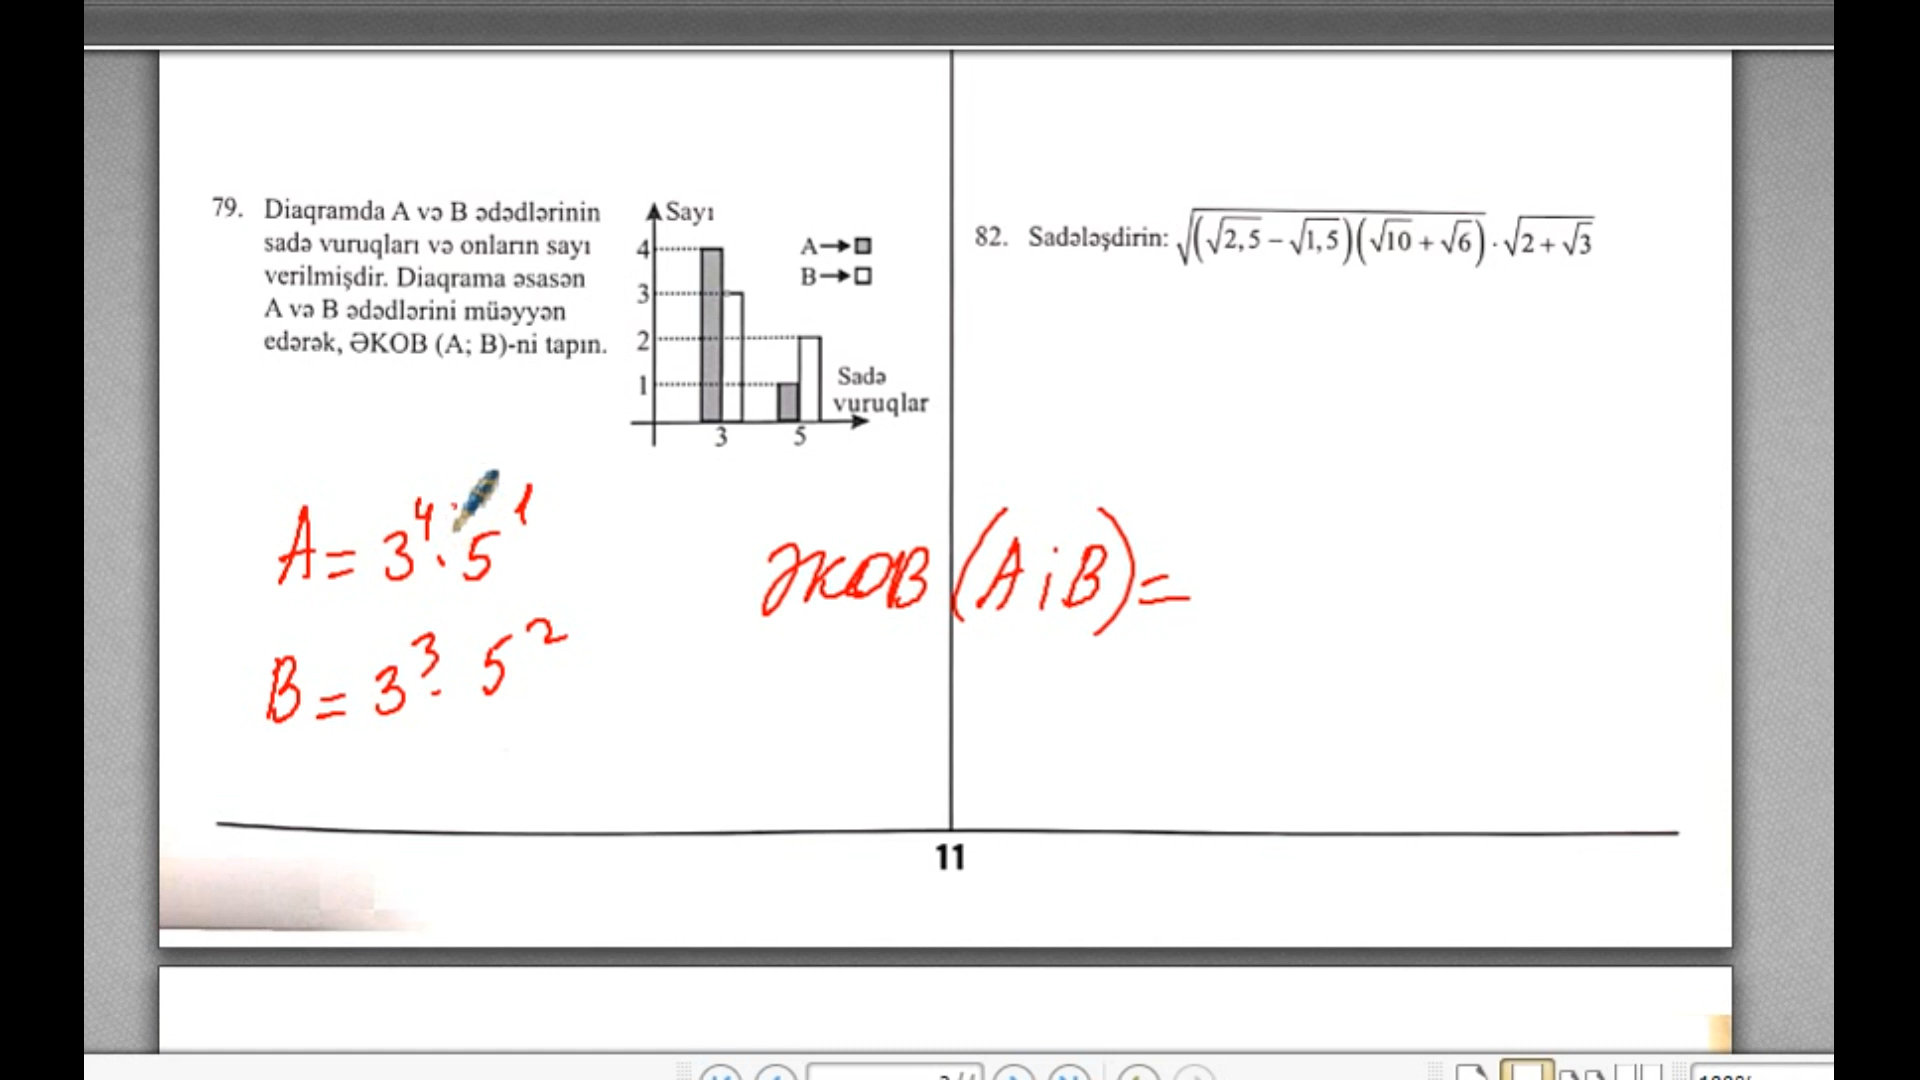 79. Diaqramda A və B ədədlərinin
sadə vuruqları və onların sayı
verilmişdir. Diaqrama əsasən
A və B ədədlərini müəyyən
edərək, ƏKOB (A; B)-ni tapın.
Sayı
4
3
2
1
A→
B→
Sadə
vuruqlar
3 5
82. Sadələşdirin: √((√2,5 − √1,5)(√10 + √6)) · √(2 + √3)
A = 3⁴ · 5¹
B = 3³ · 5²
ƏKOB (A; B) =
11